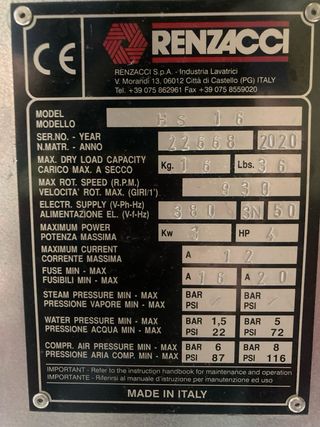 CE RENZACCI
RENZACCI S.p.A. - Industria Lavatrici
V. Morandi 13, 06012 Città di Castello (PG) ITALY
Tel. +39 075 862961 Fax +39 075 8559020
MODEL
MODELLO HS 16
SER.NO. - YEAR
N.MATR. - ANNO 22668 2020
MAX. DRY LOAD CAPACITY
CARICO MAX. A SECCO Kg. 16 Lbs. 36
MAX ROT. SPEED (R.P.M.)
VELOCITA' ROT. MAX. (GIRI/1') 930
ELECTR. SUPPLY (V-Ph-Hz)
ALIMENTAZIONE EL. (V-f-Hz) 380 3N 50
MAXIMUM POWER
POTENZA MASSIMA Kw 3 HP 4
MAXIMUM CURRENT
CORRENTE MASSIMA A 12
FUSE MIN - MAX
FUSIBILI MIN - MAX A 16 A 20
STEAM PRESSURE MIN - MAX BAR / BAR /
PRESSIONE VAPORE MIN - MAX PSI / PSI /
WATER PRESSURE MIN - MAX BAR 1,5 BAR 5
PRESSIONE ACQUA MIN - MAX PSI 22 PSI 72
COMPR. AIR PRESSURE MIN - MAX BAR 6 BAR 8
PRESSIONE ARIA COMP. MIN - MAX PSI 87 PSI 116
IMPORTANT - Refer to the instruction handbook for maintenance and operation
IMPORTANTE - Riferirsi al manuale d'istruzione per manutenzione ed uso
MADE IN ITALY